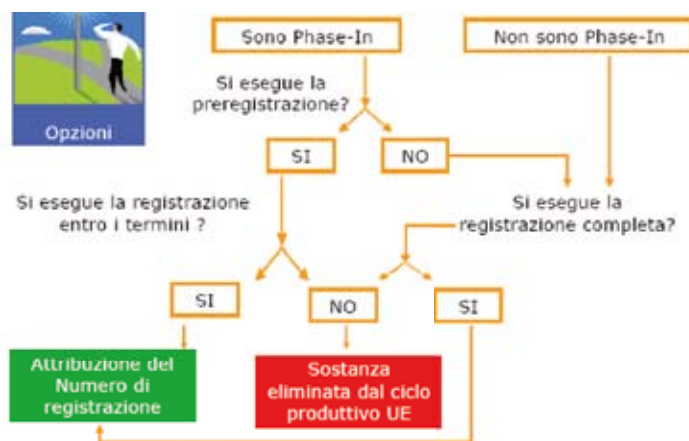 Opzioni
Sono Phase-In
Non sono Phase-In
Si esegue la
preregistrazione?
SI
NO
Si esegue la registrazione
entro i termini ?
Si esegue la
registrazione completa?
SI
NO
SI
Attribuzione del
Numero di
registrazione
Sostanza
eliminata dal ciclo
produttivo UE